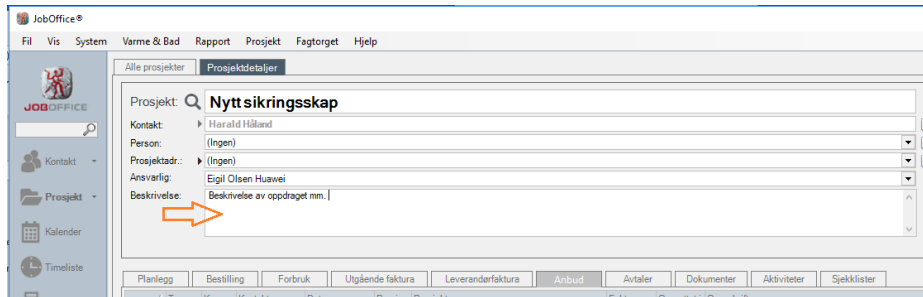 JobOffice®
Fil Vis System Varme & Bad Rapport Prosjekt Fagtorget Hjelp
Alle prosjekter Prosjektdetaljer
JOBOFFICE
Prosjekt: Nytt sikringsskap
Kontakt: Harald Håland
Person: (Ingen)
Prosjektadr.: (Ingen)
Ansvarlig: Eigil Olsen Huawei
Beskrivelse: Beskrivelse av oppdraget mm.
Kontakt
Prosjekt
Kalender
Timeliste
Planlegg Bestilling Forbruk Utgående faktura Leverandørfaktura Anbud Avtaler Dokumenter Aktiviteter Sjekklister